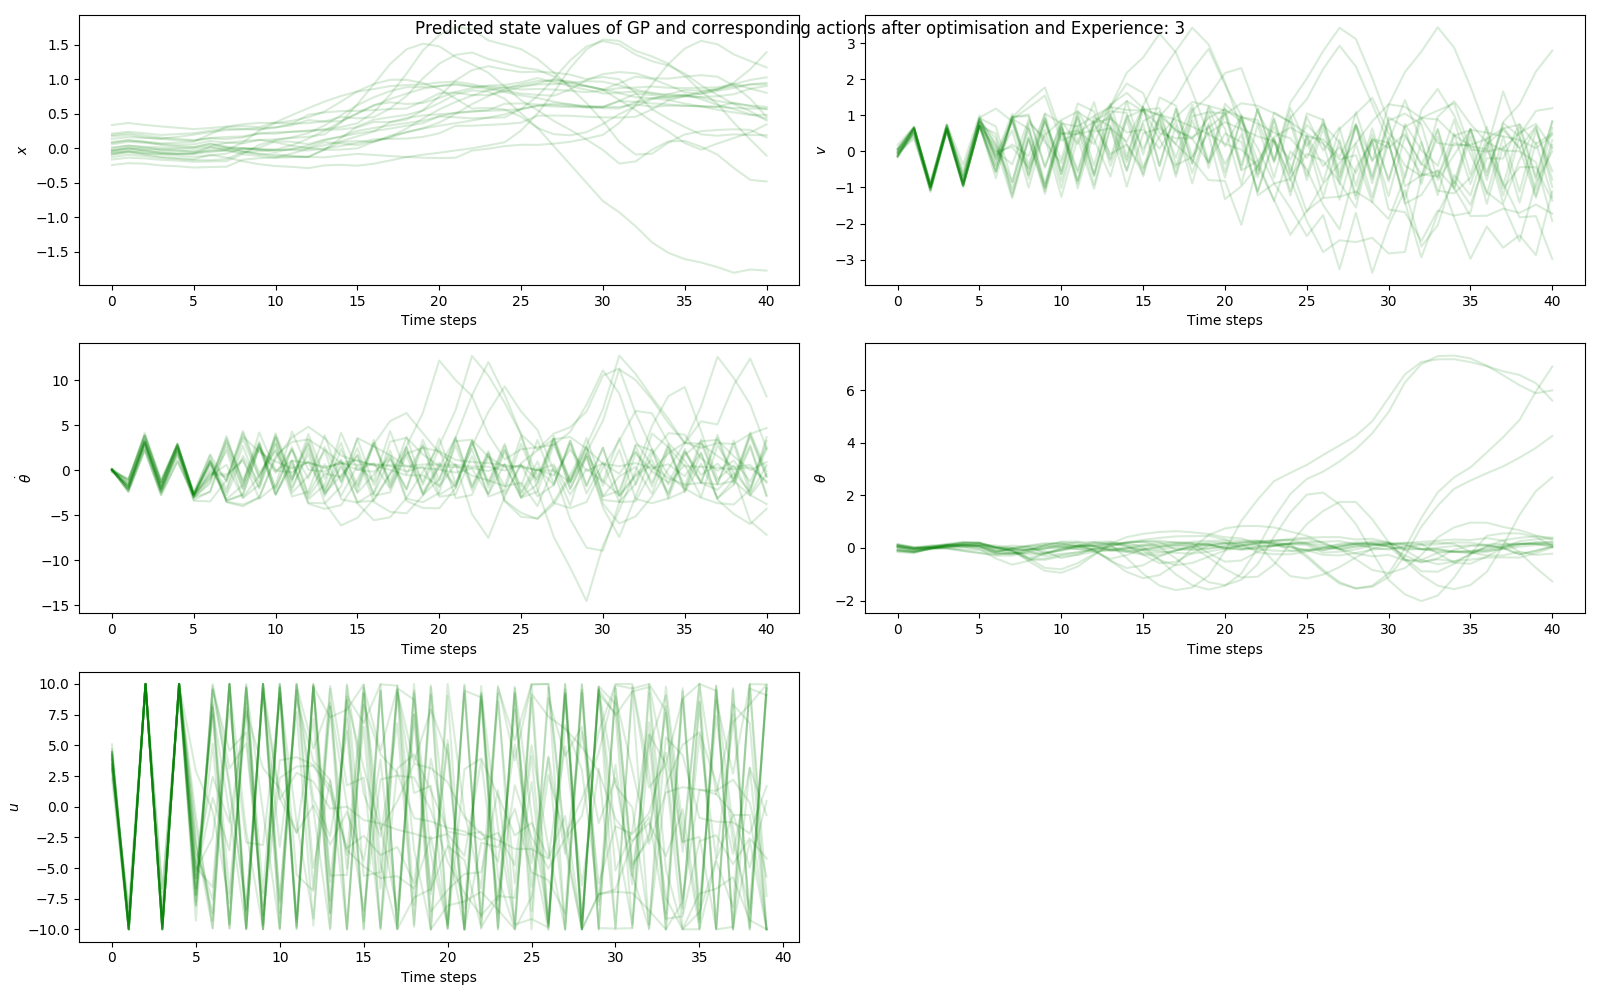 Predicted state values of GP and corresponding actions after optimisation and Experience: 3
1.5
1.0
0.5
0.0
−0.5
−1.0
−1.5
x
0 5 10 15 20 25 30 35 40
Time steps
3
2
1
0
−1
−2
−3
v
0 5 10 15 20 25 30 35 40
Time steps
10
5
0
−5
−10
−15
θ̇
0 5 10 15 20 25 30 35 40
Time steps
6
4
2
0
−2
θ
0 5 10 15 20 25 30 35 40
Time steps
10.0
7.5
5.0
2.5
0.0
−2.5
−5.0
−7.5
−10.0
u
0 5 10 15 20 25 30 35 40
Time steps